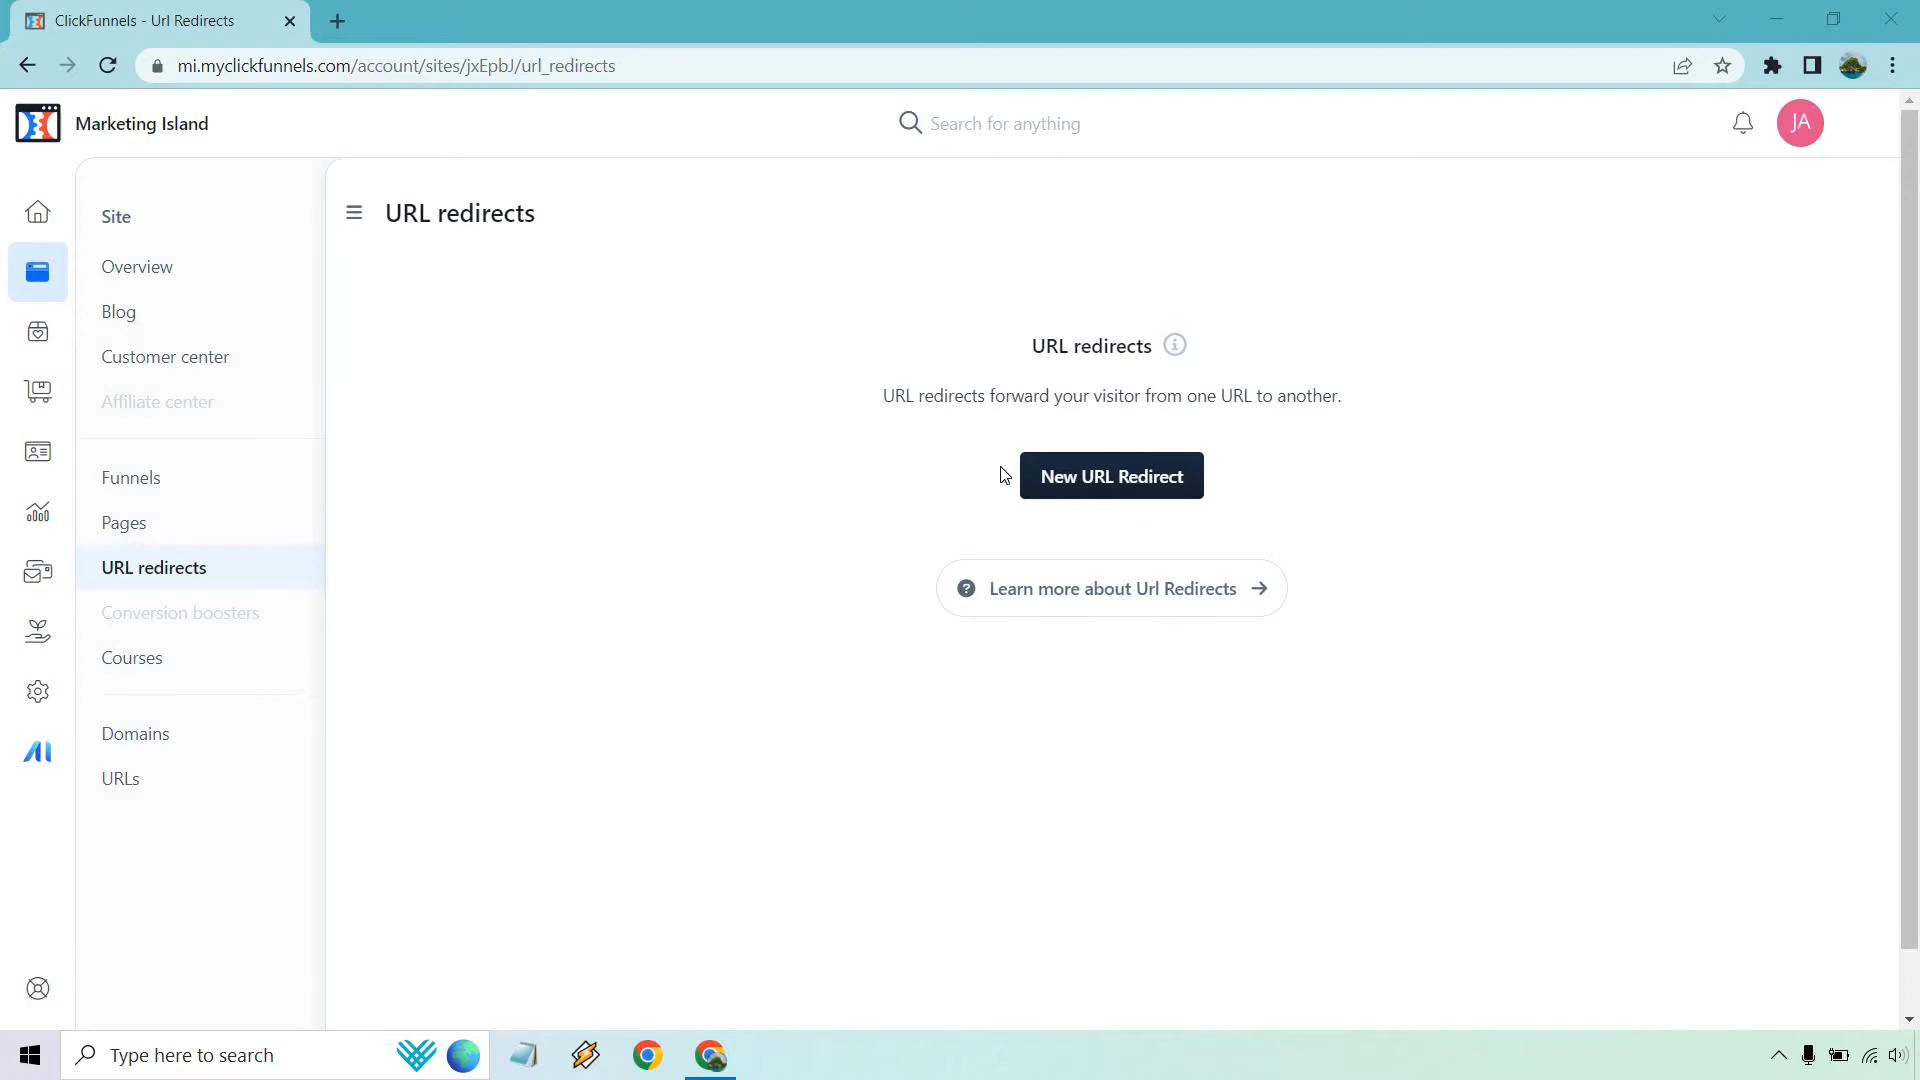 ClickFunnels - Url Redirects
mi.myclickfunnels.com/account/sites/jxEpbJ/url_redirects
Marketing Island
Search for anything
JA
Site
Overview
Blog
Customer center
Affiliate center
Funnels
Pages
URL redirects
Conversion boosters
Courses
Domains
URLs
AI
URL redirects
URL redirects
URL redirects forward your visitor from one URL to another.
New URL Redirect
Learn more about Url Redirects
Type here to search